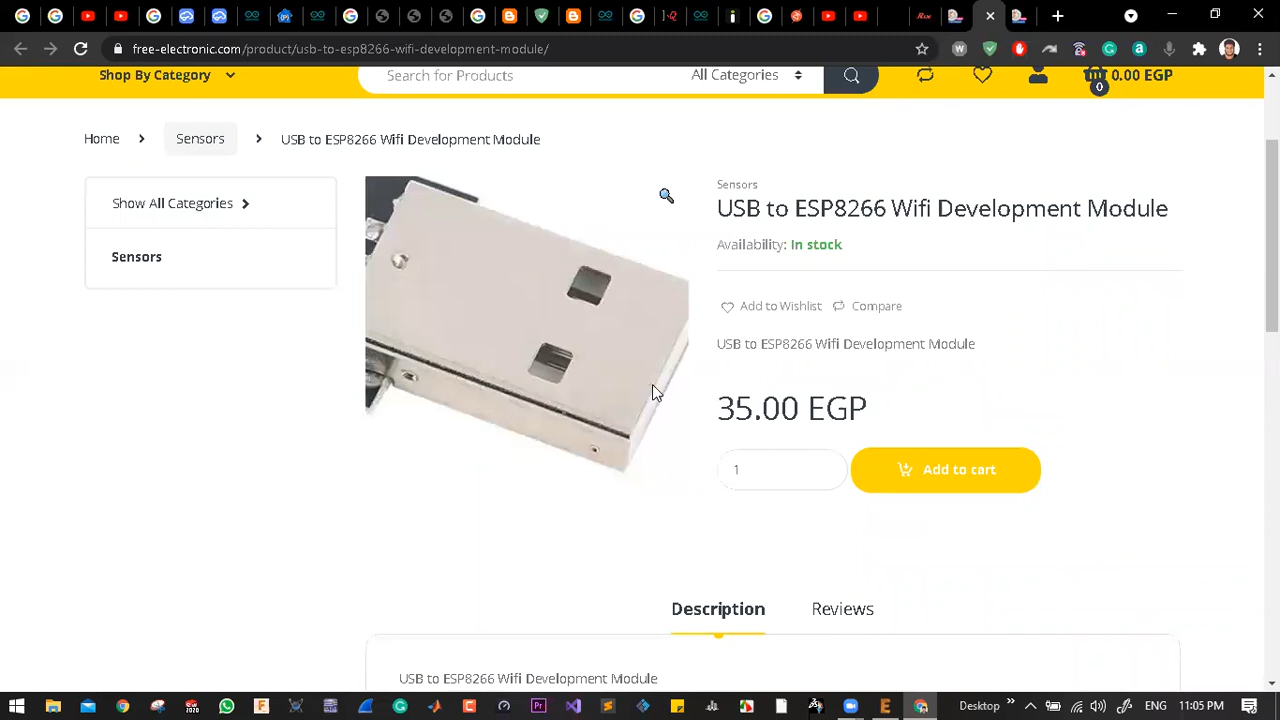 free-electronic.com/product/usb-to-esp8266-wifi-development-module/
Shop By Category
Search for Products
All Categories
0.00 EGP
0
Home
Sensors
USB to ESP8266 Wifi Development Module
Show All Categories
Sensors
Sensors
USB to ESP8266 Wifi Development Module
Availability: In stock
Add to Wishlist
Compare
USB to ESP8266 Wifi Development Module
35.00 EGP
1
Add to cart
Description
Reviews
USB to ESP8266 Wifi Development Module
Desktop
ENG
11:05 PM